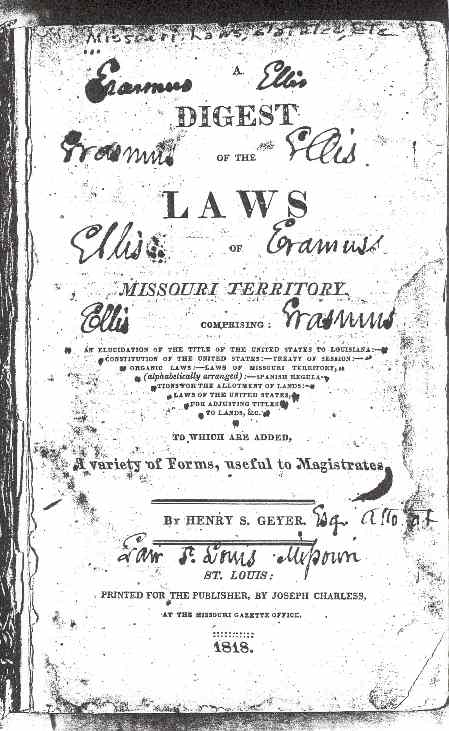 Missouri, Laws, Statutes, etc
A
Erasmus Ellis
DIGEST
Erasmus OF THE Ellis.
LAWS
Ellis OF Eramus
MISSOURI TERRITORY,
Ellis COMPRISING: Erasmus
AN ELUCIDATION OF THE TITLE OF THE UNITED STATES TO LOUISIANA:—
CONSTITUTION OF THE UNITED STATES:—TREATY OF SESSION:—
ORGANIC LAWS:—LAWS OF MISSOURI TERRITORY,
(alphabetically arranged):—SPANISH REGULA-
TIONS FOR THE ALLOTMENT OF LANDS:—
LAWS OF THE UNITED STATES,
FOR ADJUSTING TITLES
TO LANDS, &C.
TO WHICH ARE ADDED,
A variety of Forms, useful to Magistrates
BY HENRY S. GEYER. Esq. Atto at
Law St. Louis Missouri
ST. LOUIS:
PRINTED FOR THE PUBLISHER, BY JOSEPH CHARLESS,
AT THE MISSOURI GAZETTE OFFICE.
1818.